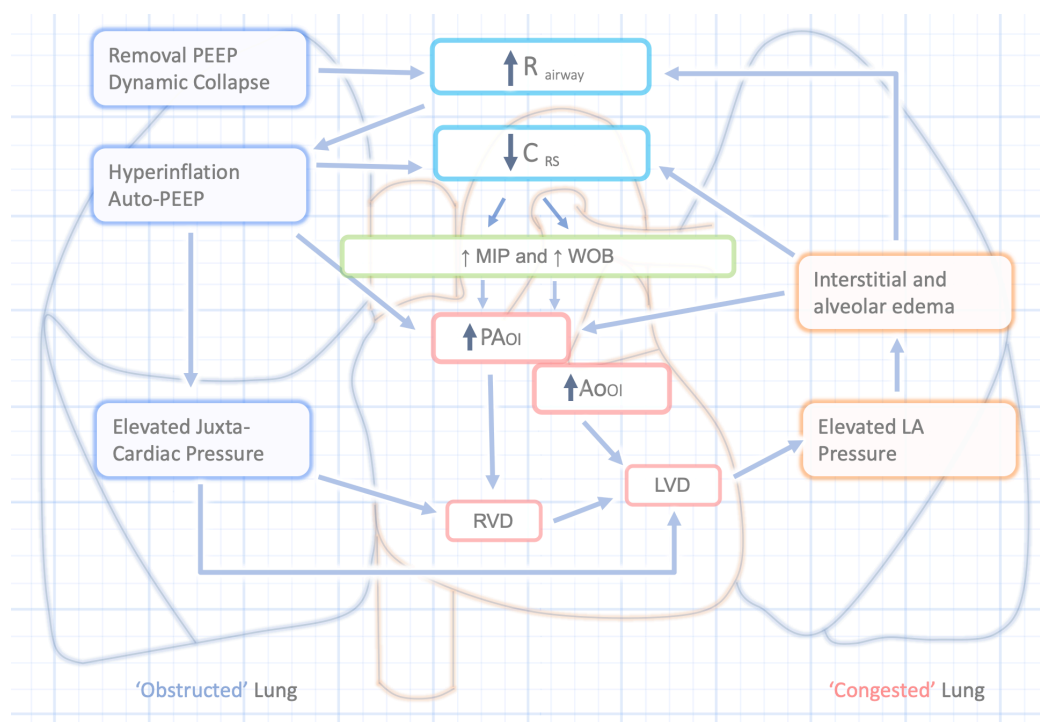 Removal PEEP
Dynamic Collapse
↑ R airway
Hyperinflation
Auto-PEEP
↓ C RS
↑ MIP and ↑ WOB
Interstitial and
alveolar edema
↑ PAOI
↑ AoOI
Elevated Juxta-
Cardiac Pressure
Elevated LA
Pressure
LVD
RVD
‘Obstructed’ Lung
‘Congested’ Lung